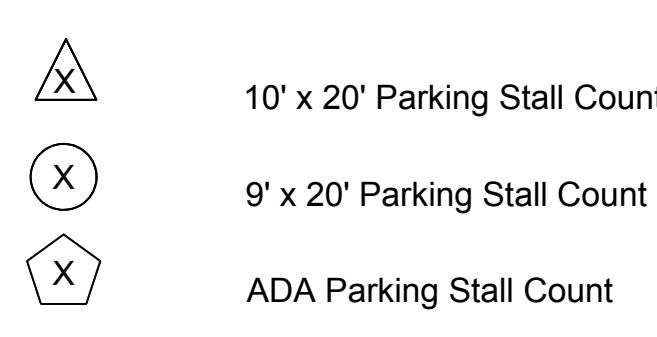 X 10' x 20' Parking Stall Count
X 9' x 20' Parking Stall Count
X ADA Parking Stall Count